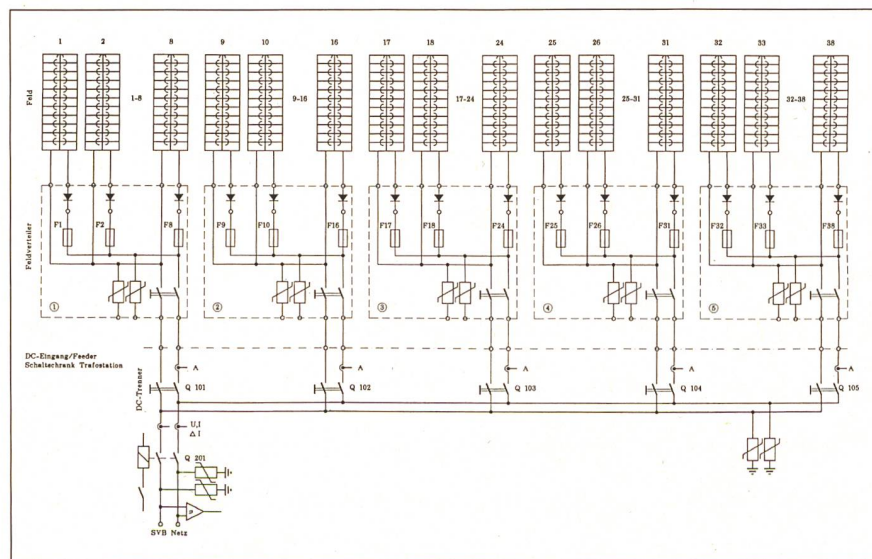 1 2 8 9 10 16 17 18 24 25 26 31 32 33 38
Feld
1-8 9-16 17-24 25-31 32-38
Feldverteiler
F1 F2 F8 F9 F10 F16 F17 F18 F24 F25 F26 F31 F32 F33 F38
1 2 3 4 5
DC-Eingang/Feeder
Schaltschrank Trafostation
A A A A A
DC-Trenner
Q 101 Q 102 Q 103 Q 104 Q 105
U,I
Δ I
Q 201
SVB Netz